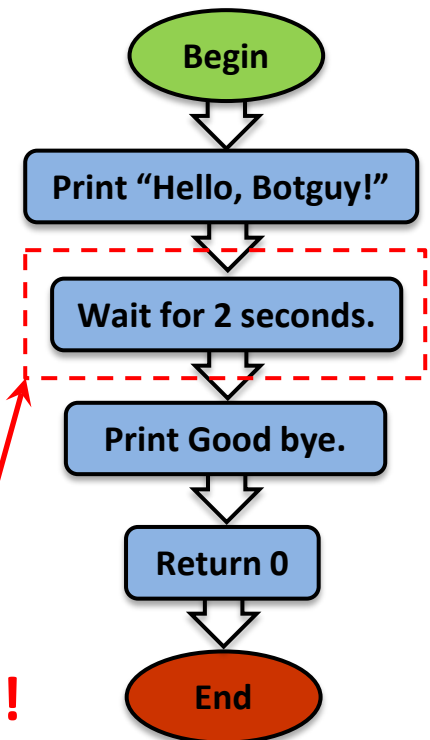 Begin
Print “Hello, Botguy!”
Wait for 2 seconds.
Print Good bye.
Return 0
!
End